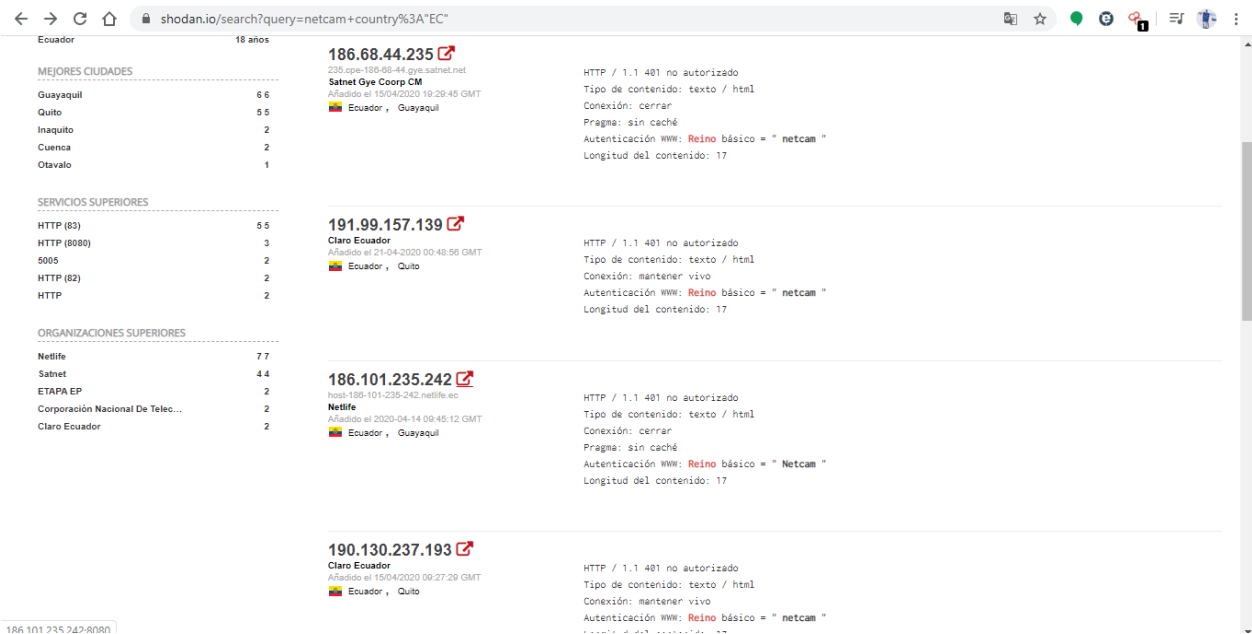 shodan.io/search?query=netcam+country%3A"EC"
1
Ecuador 18 años
MEJORES CIUDADES
Guayaquil 6 6
Quito 5 5
Inaquito 2
Cuenca 2
Otavalo 1
SERVICIOS SUPERIORES
HTTP (83) 5 5
HTTP (8080) 3
5005 2
HTTP (82) 2
HTTP 2
ORGANIZACIONES SUPERIORES
Netlife 7 7
Satnet 4 4
ETAPA EP 2
Corporación Nacional De Telec... 2
Claro Ecuador 2
186.68.44.235
235.cpe-186-68-44.gye.satnet.net
Satnet Gye Coorp CM
Añadido el 15/04/2020 19:29:45 GMT
Ecuador , Guayaquil
HTTP / 1.1 401 no autorizado
Tipo de contenido: texto / html
Conexión: cerrar
Pragma: sin caché
Autenticación WWW: Reino básico = " netcam "
Longitud del contenido: 17
191.99.157.139
Claro Ecuador
Añadido el 21-04-2020 00:48:56 GMT
Ecuador , Quito
HTTP / 1.1 401 no autorizado
Tipo de contenido: texto / html
Conexión: mantener vivo
Autenticación WWW: Reino básico = " netcam "
Longitud del contenido: 17
186.101.235.242
host-186-101-235-242.netlife.ec
Netlife
Añadido el 2020-04-14 09:45:12 GMT
Ecuador , Guayaquil
HTTP / 1.1 401 no autorizado
Tipo de contenido: texto / html
Conexión: cerrar
Pragma: sin caché
Autenticación WWW: Reino básico = " Netcam "
Longitud del contenido: 17
190.130.237.193
Claro Ecuador
Añadido el 15/04/2020 09:27:29 GMT
Ecuador , Quito
HTTP / 1.1 401 no autorizado
Tipo de contenido: texto / html
Conexión: mantener vivo
Autenticación WWW: Reino básico = " netcam "
Longitud del contenido: 17
186.101.235.242:8080